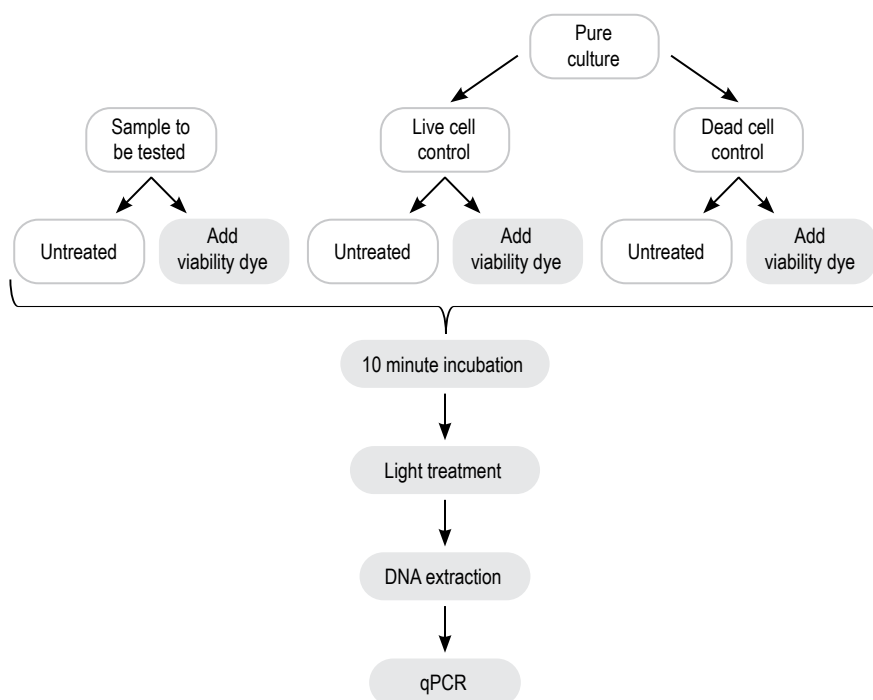 Pure
culture
Sample to
be tested
Live cell
control
Dead cell
control
Untreated
Add
viability dye
Untreated
Add
viability dye
Untreated
Add
viability dye
10 minute incubation
Light treatment
DNA extraction
qPCR